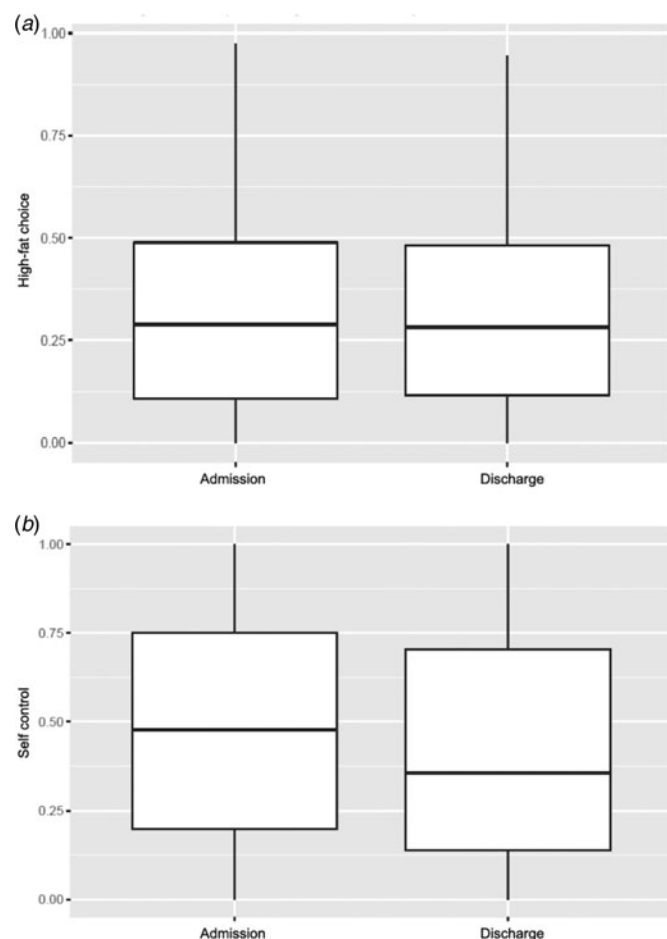 (a)
1.00
0.75
0.50
0.25
0.00
High-fat choice
Admission Discharge
(b)
1.00
0.75
0.50
0.25
0.00
Self control
Admission Discharge